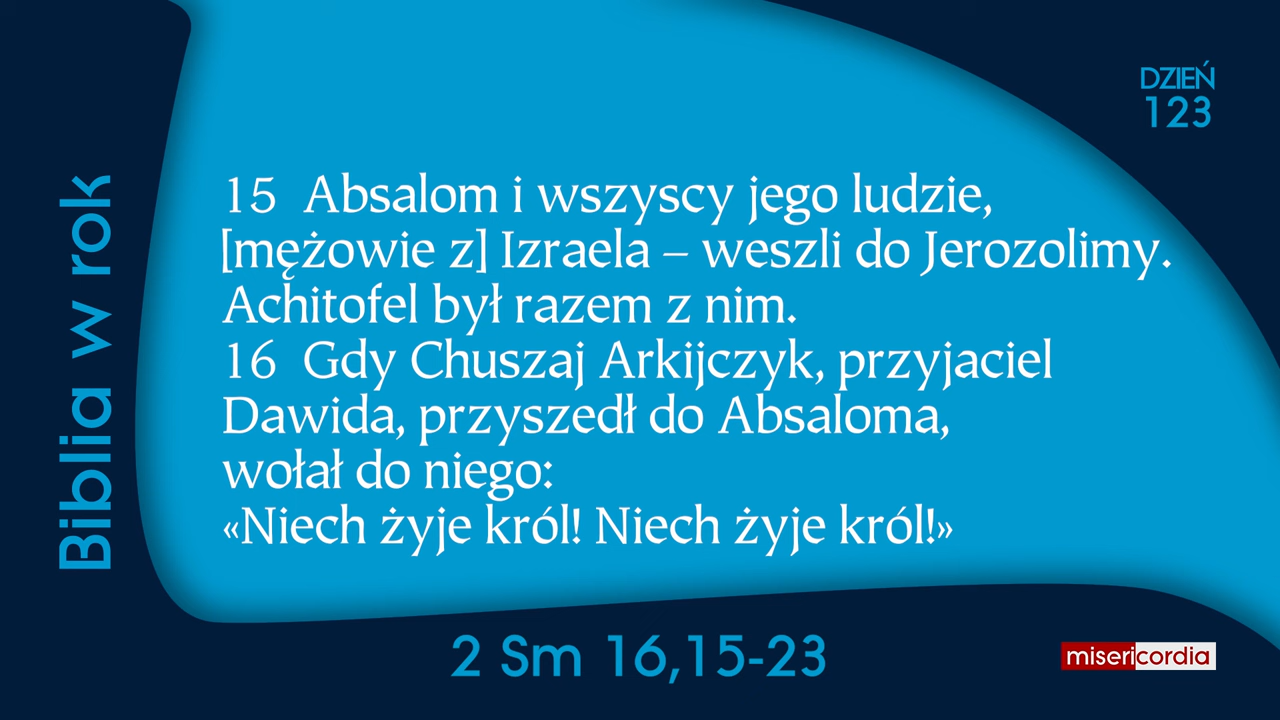 DZIEŃ
123
Biblia w rok
15 Absalom i wszyscy jego ludzie,
[mężowie z] Izraela – weszli do Jerozolimy.
Achitofel był razem z nim.
16 Gdy Chuszaj Arkijczyk, przyjaciel
Dawida, przyszedł do Absaloma,
wołał do niego:
«Niech żyje król! Niech żyje król!»
2 Sm 16,15-23
misericordia